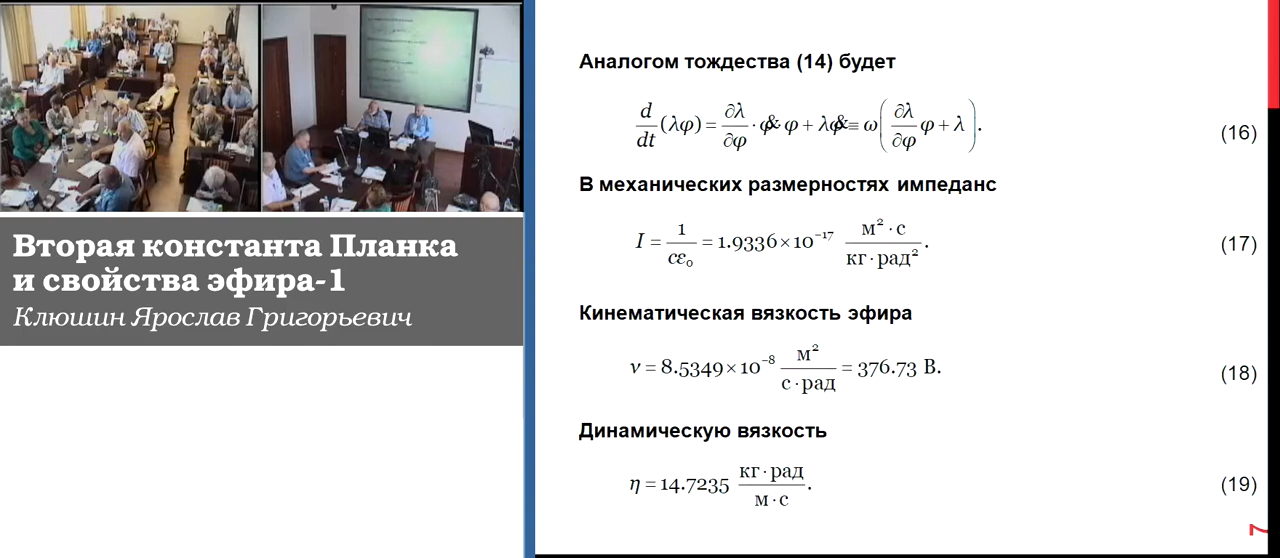 Вторая константа Планка
и свойства эфира-1
Клюшин Ярослав Григорьевич
Аналогом тождества (14) будет
d/dt (λφ) = ∂λ/∂φ · φ& φ + λφ& ≡ ω(∂λ/∂φ φ + λ). (16)
В механических размерностях импеданс
I = 1/cε₀ = 1.9336×10⁻¹⁷ м²·с/кг·рад². (17)
Кинематическая вязкость эфира
ν = 8.5349×10⁻⁸ м²/с·рад = 376.73 В. (18)
Динамическую вязкость
η = 14.7235 кг·рад/м·с. (19)
7